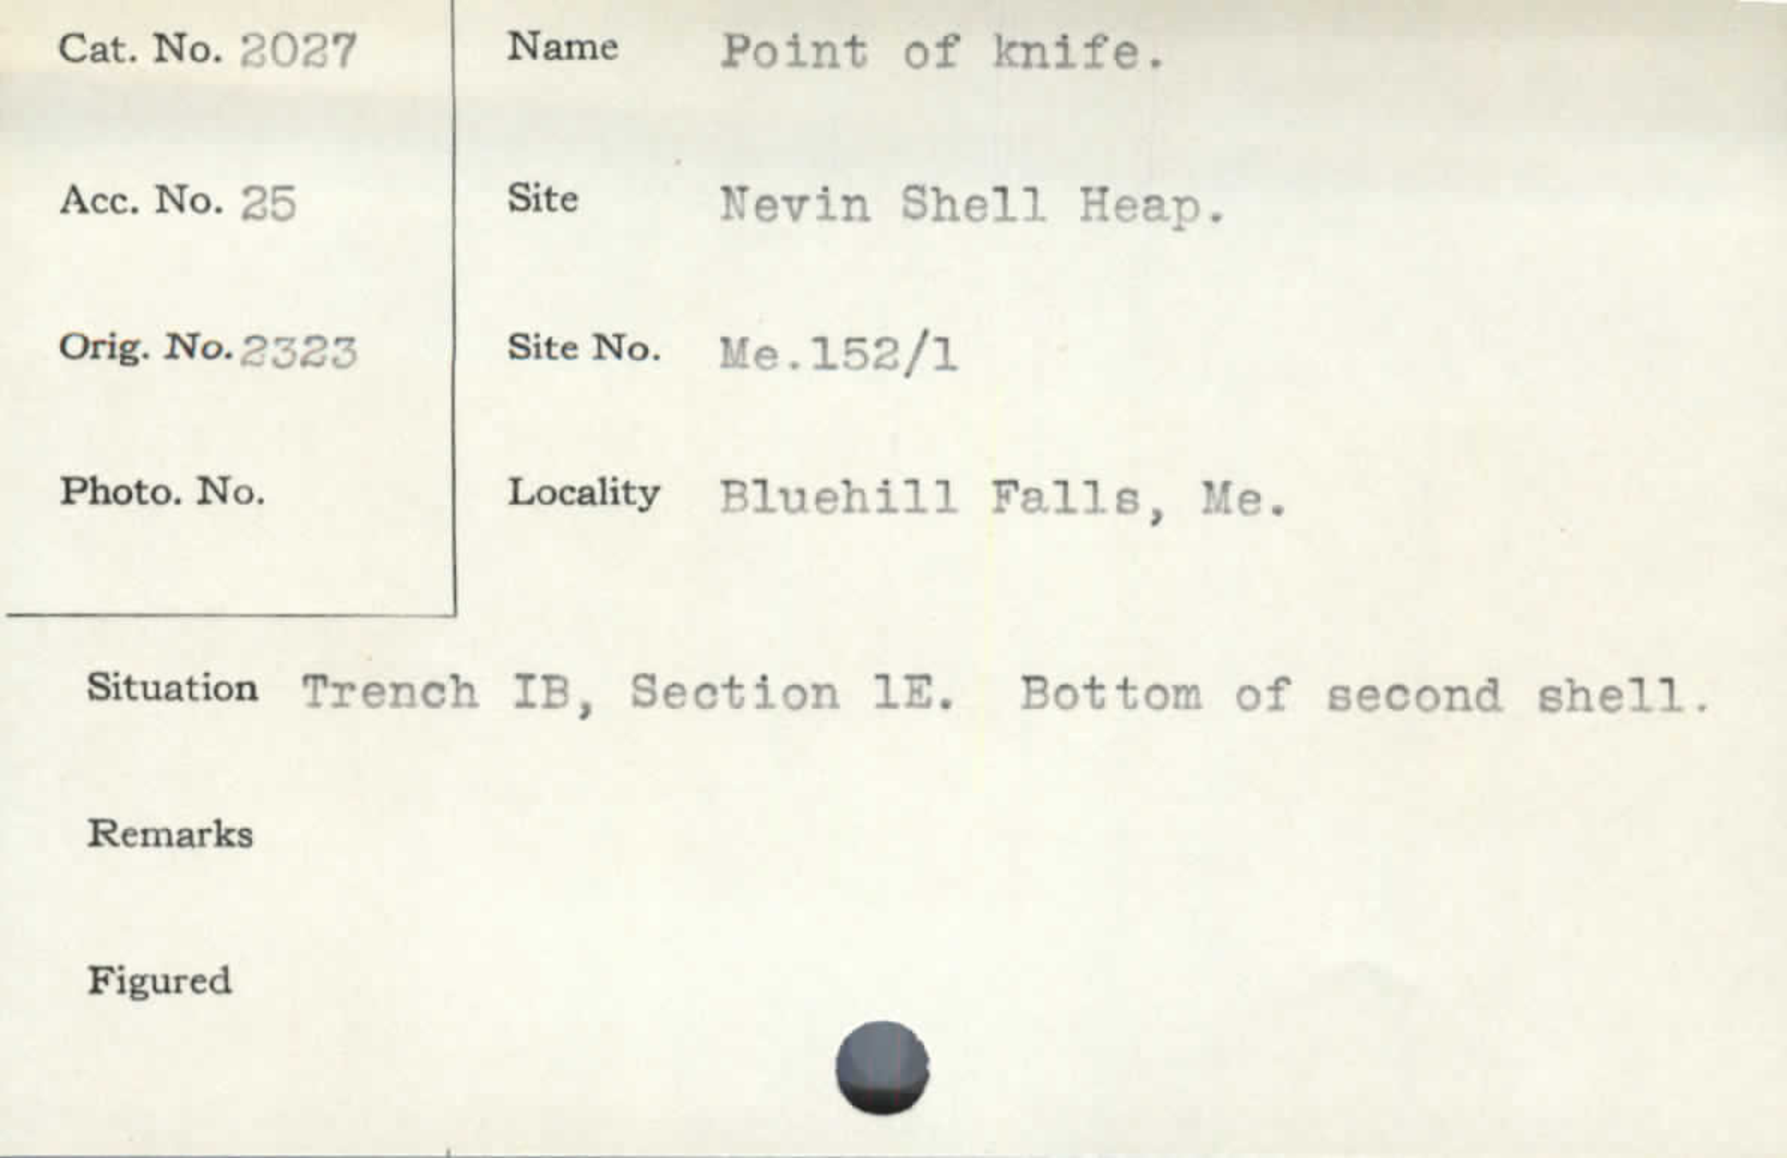 Cat. No. 2027 Name Point of knife.
Acc. No. 25 Site Nevin Shell Heap.
Orig. No. 2323 Site No. Me.152/1
Photo. No. Locality Bluehill Falls, Me.
Situation Trench IB, Section 1E. Bottom of second shell.
Remarks
Figured